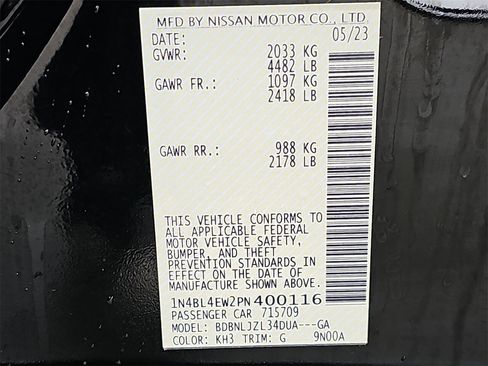 MFD BY NISSAN MOTOR CO., LTD.
DATE: 05/23
GVWR: 2033 KG
4482 LB
GAWR FR.: 1097 KG
2418 LB
GAWR RR.: 988 KG
2178 LB
THIS VEHICLE CONFORMS TO
ALL APPLICABLE FEDERAL
MOTOR VEHICLE SAFETY,
BUMPER, AND THEFT
PREVENTION STANDARDS IN
EFFECT ON THE DATE OF
MANUFACTURE SHOWN ABOVE.
1N4BL4EW2PN400116
PASSENGER CAR 715709
MODEL: BDBNLJZL34DUA---GA
COLOR: KH3 TRIM: G 9N00A